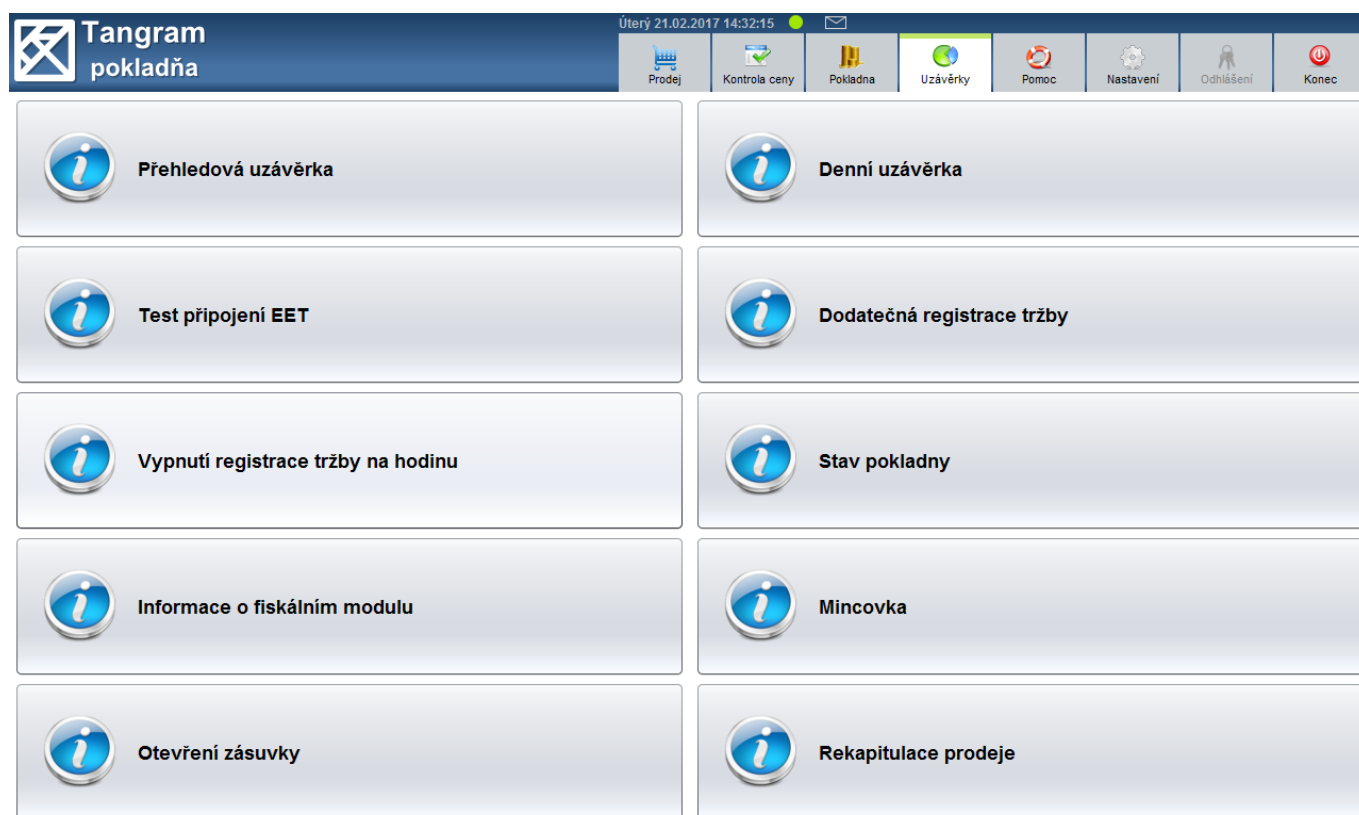 Tangram
pokladňa
Úterý 21.02.2017 14:32:15
Prodej
Kontrola ceny
Pokladna
Uzávěrky
Pomoc
Nastavení
Odhlášení
Konec
Přehledová uzávěrka
Denní uzávěrka
Test připojení EET
Dodatečná registrace tržby
Vypnutí registrace tržby na hodinu
Stav pokladny
Informace o fiskálním modulu
Mincovka
Otevření zásuvky
Rekapitulace prodeje